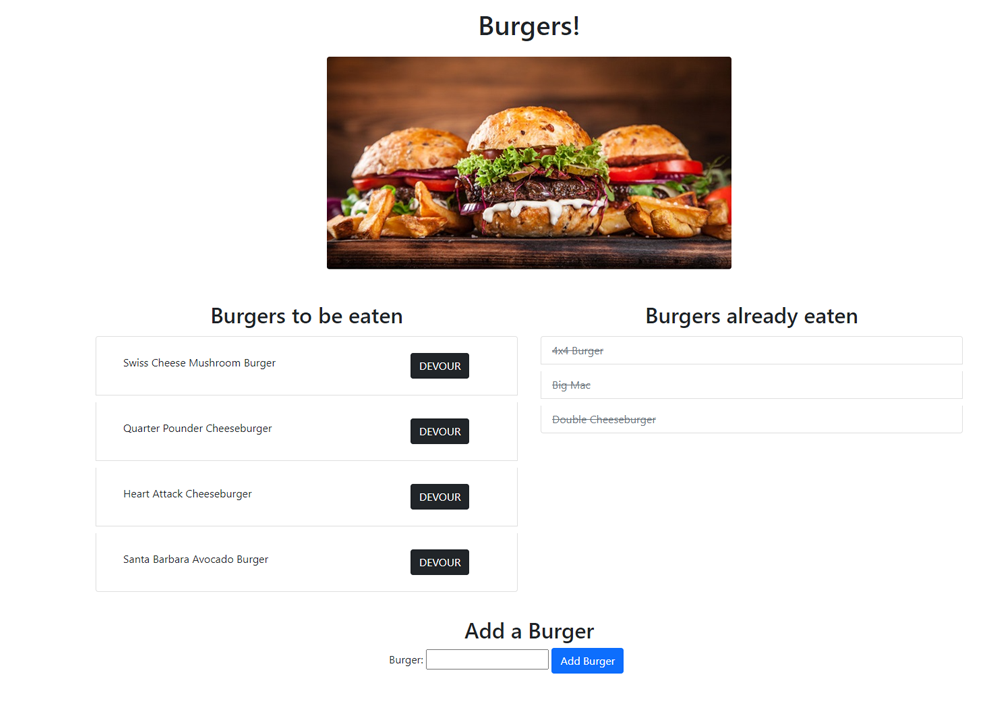 Burgers!
Burgers to be eaten
Swiss Cheese Mushroom Burger DEVOUR
Quarter Pounder Cheeseburger DEVOUR
Heart Attack Cheeseburger DEVOUR
Santa Barbara Avocado Burger DEVOUR
Burgers already eaten
4x4 Burger
Big Mac
Double Cheeseburger
Add a Burger
Burger: Add Burger